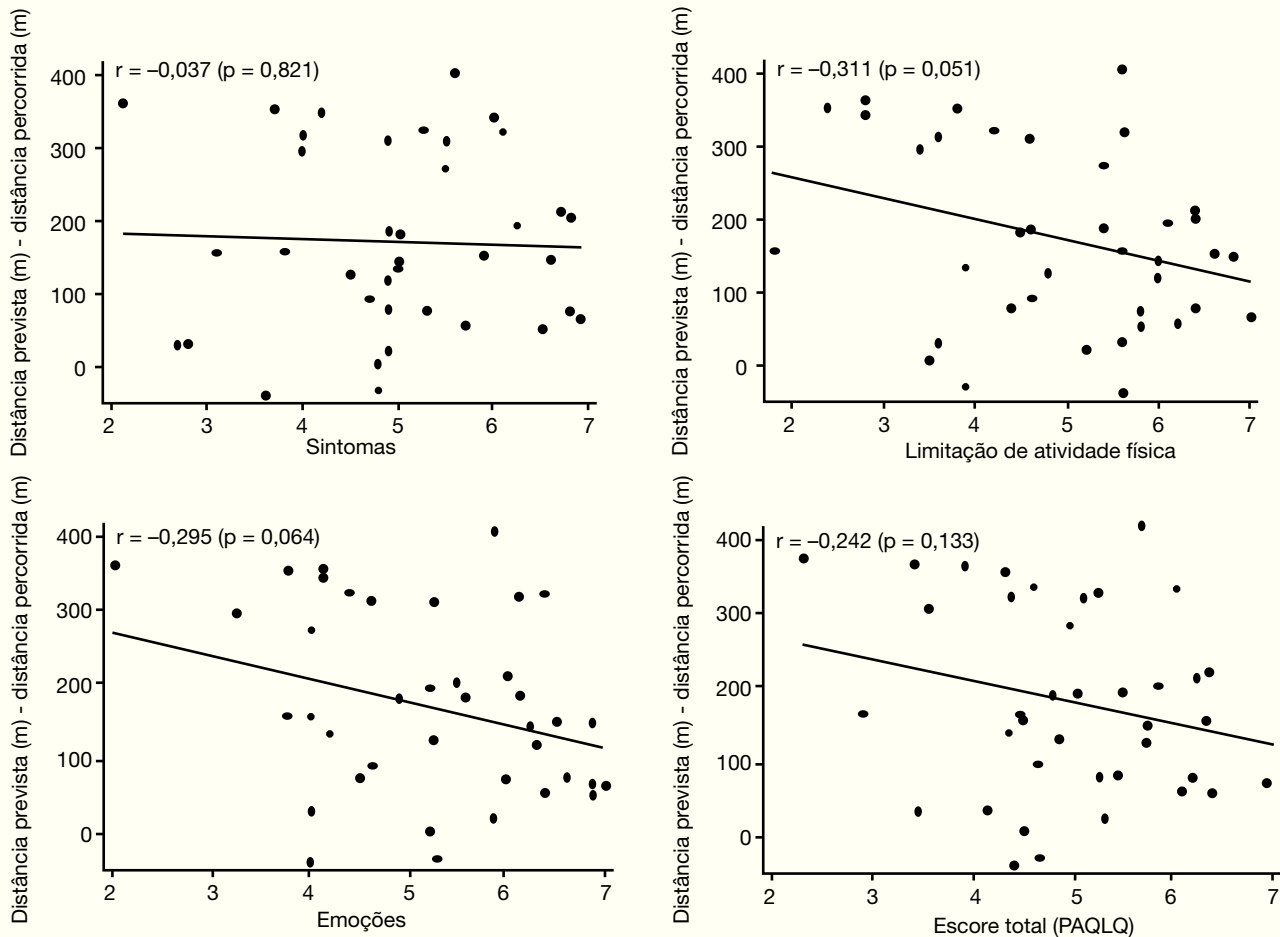 Distância prevista (m) - distância percorrida (m)
r = –0,037 (p = 0,821)
400
300
200
100
0
2 3 4 5 6 7
Sintomas
Distância prevista (m) - distância percorrida (m)
r = –0,311 (p = 0,051)
400
300
200
100
0
2 3 4 5 6 7
Limitação de atividade física
Distância prevista (m) - distância percorrida (m)
r = –0,295 (p = 0,064)
400
300
200
100
0
2 3 4 5 6 7
Emoções
Distância prevista (m) - distância percorrida (m)
r = –0,242 (p = 0,133)
400
300
200
100
0
2 3 4 5 6 7
Escore total (PAQLQ)